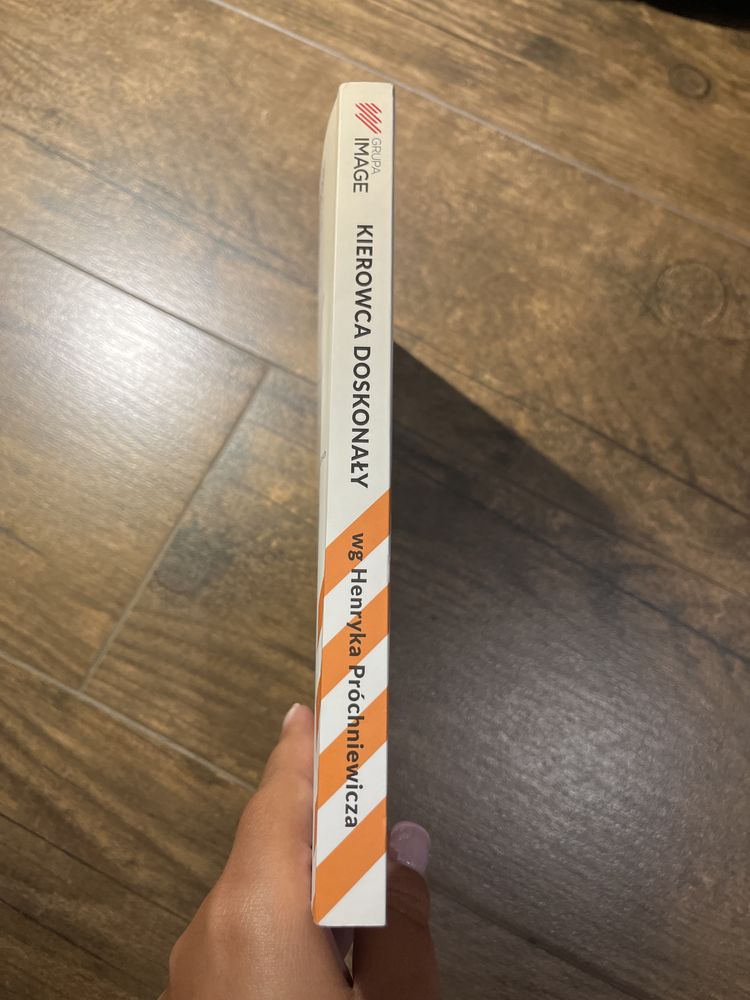 GRUPA
IMAGE
KIEROWCA DOSKONAŁY
wg Henryka Próchniewicza